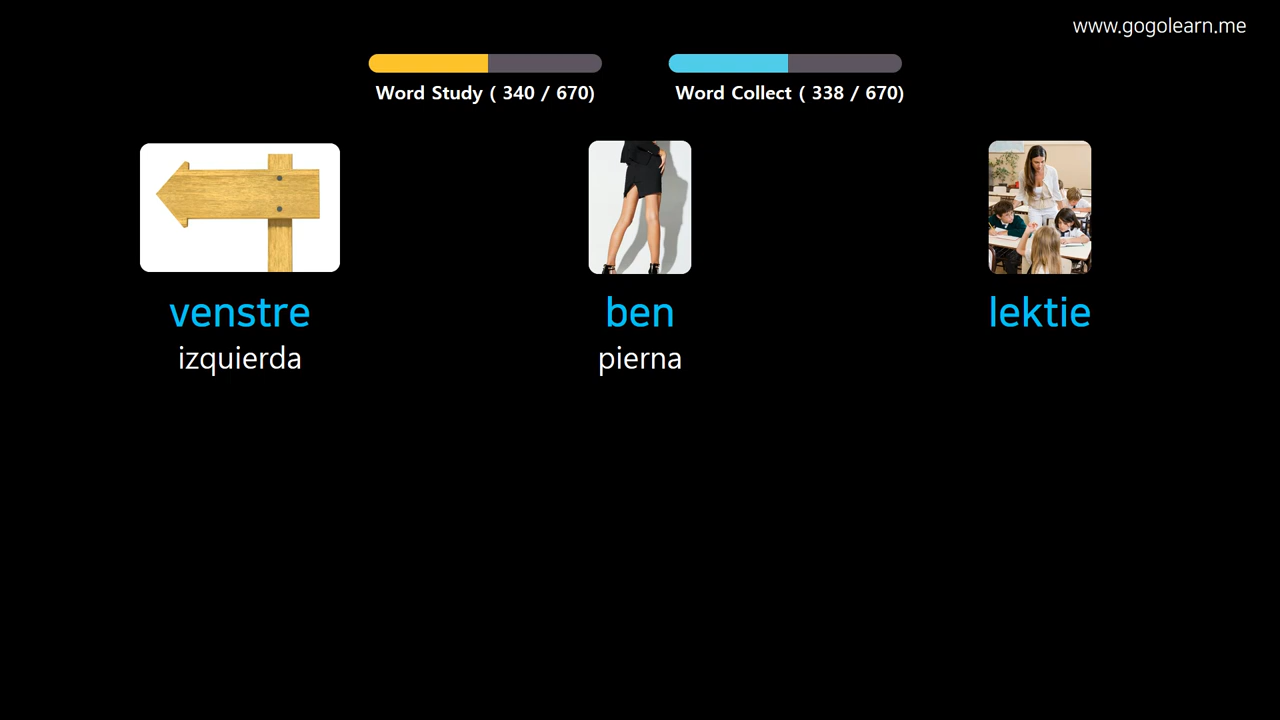 www.gogolearn.me
Word Study ( 340 / 670)
Word Collect ( 338 / 670)
venstre
izquierda
ben
pierna
lektie